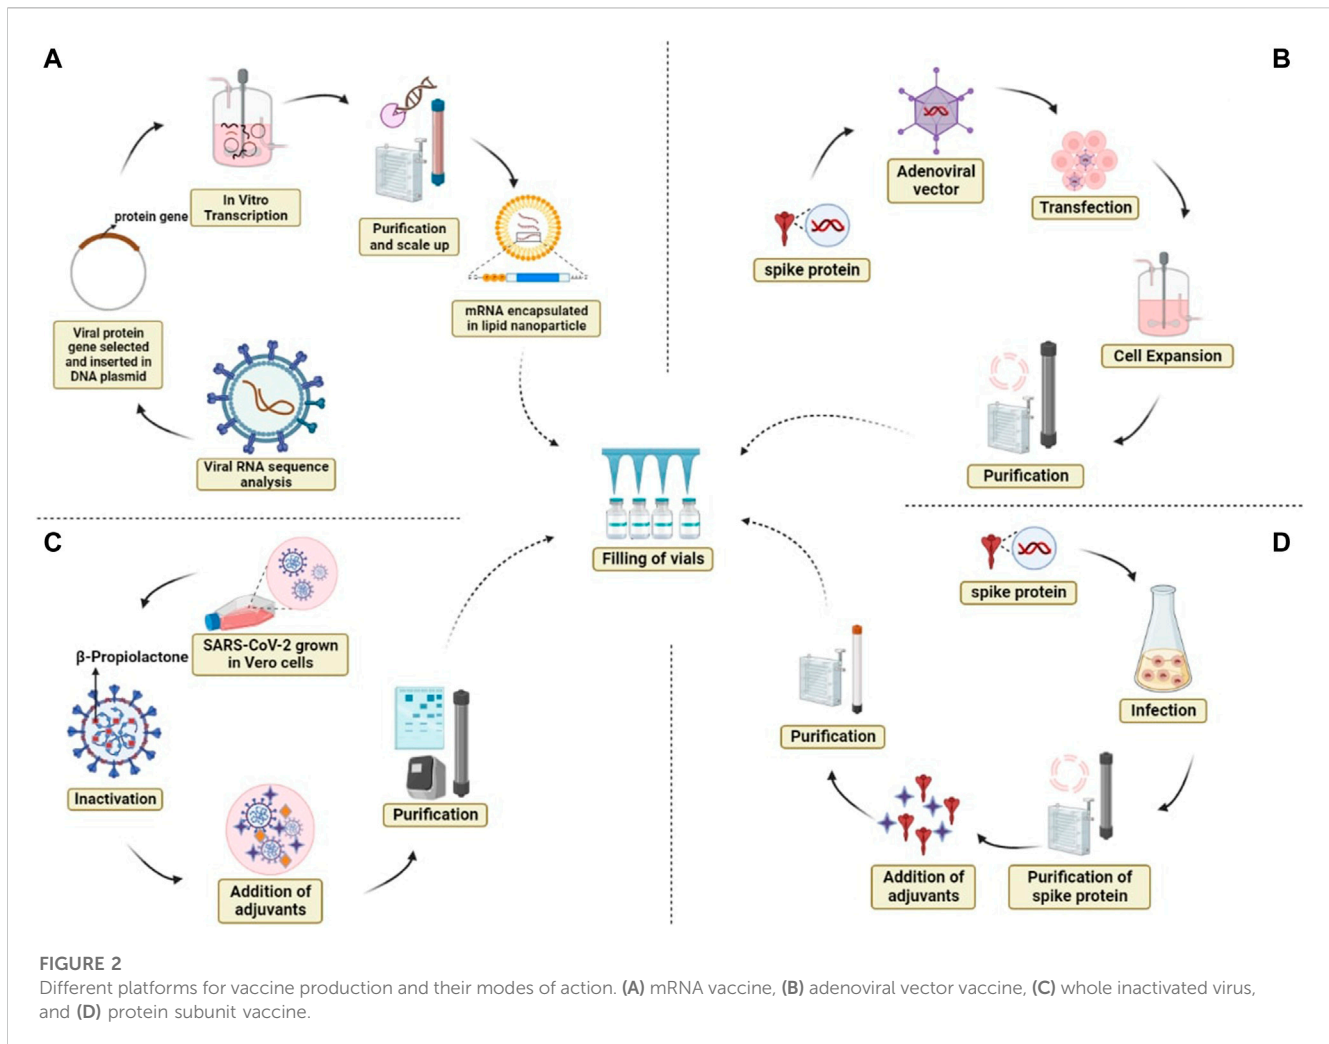 A
In Vitro
Transcription
protein gene
Purification
and scale up
mRNA encapsulated
in lipid nanoparticle
Viral protein
gene selected
and inserted in
DNA plasmid
Viral RNA sequence
analysis
B
Adenoviral
vector
Transfection
spike protein
Cell Expansion
Purification
Filling of vials
C
SARS-CoV-2 grown
in Vero cells
β-Propiolactone
Inactivation
Addition of
adjuvants
Purification
D
spike protein
Infection
Purification
Addition of
adjuvants
Purification of
spike protein
FIGURE 2
Different platforms for vaccine production and their modes of action. (A) mRNA vaccine, (B) adenoviral vector vaccine, (C) whole inactivated virus,
and (D) protein subunit vaccine.